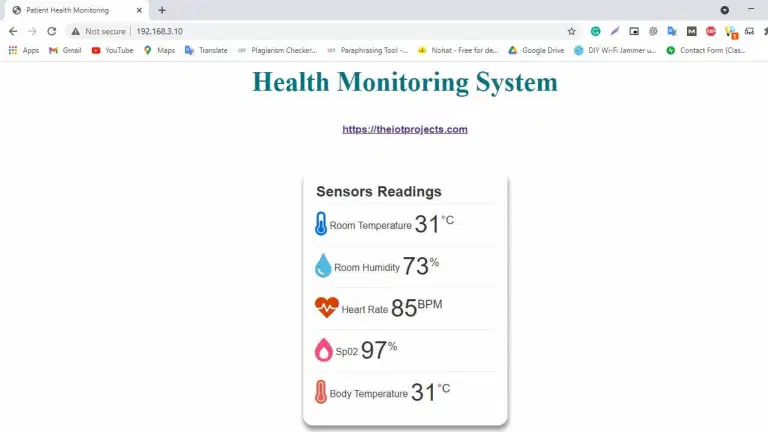 Patient Health Monitoring
Not secure | 192.168.3.10
Apps Gmail YouTube Maps Translate Plagiarism Checker... Paraphrasing Tool -... Nohat - Free for de... Google Drive DIY Wi-Fi Jammer u... Contact Form (Clas...
Health Monitoring System
https://theiotprojects.com
Sensors Readings
Room Temperature 31°C
Room Humidity 73%
Heart Rate 85BPM
Sp02 97%
Body Temperature 31°C